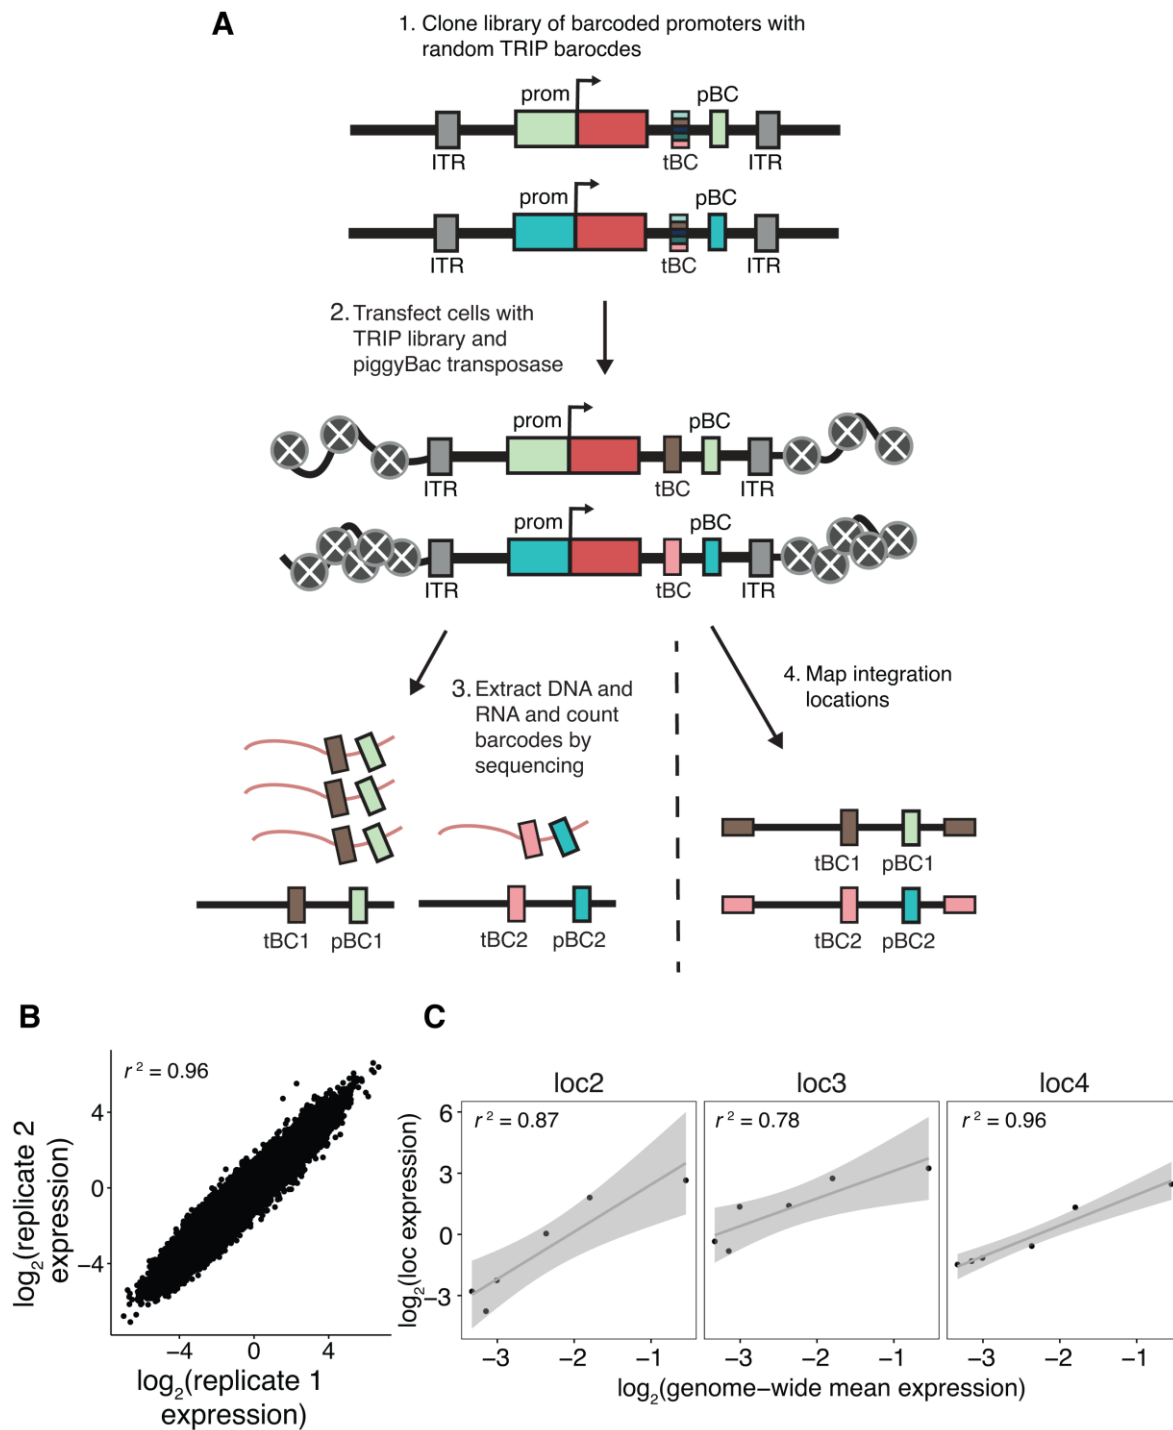 A
1. Clone library of barcoded promoters with
random TRIP barocdes
prom
pBC
ITR
tBC
ITR
prom
pBC
ITR
tBC
ITR
2. Transfect cells with
TRIP library and
piggyBac transposase
prom
pBC
ITR
tBC
ITR
prom
pBC
ITR
tBC
ITR
3. Extract DNA and
RNA and count
barcodes by
sequencing
4. Map integration
locations
tBC1 pBC1
tBC2 pBC2
tBC1 pBC1
tBC2 pBC2
B
r² = 0.96
log₂(replicate 2
expression)
4
0
−4
−4 0 4
log₂(replicate 1
expression)
C
loc2 loc3 loc4
r² = 0.87 r² = 0.78 r² = 0.96
log₂(loc expression)
6
3
0
−3
−3 −2 −1 −3 −2 −1 −3 −2 −1
log₂(genome−wide mean expression)